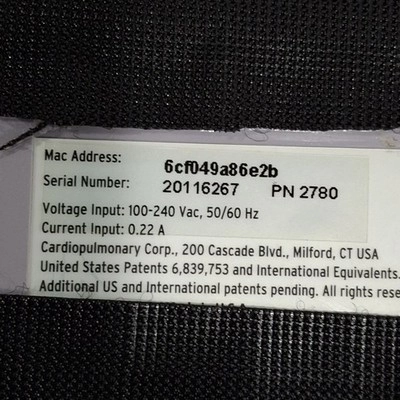 Mac Address: 6cf049a86e2b
Serial Number: 20116267 PN 2780
Voltage Input: 100-240 Vac, 50/60 Hz
Current Input: 0.22 A
Cardiopulmonary Corp., 200 Cascade Blvd., Milford, CT USA
United States Patents 6,839,753 and International Equivalents.
Additional US and International patents pending. All rights rese